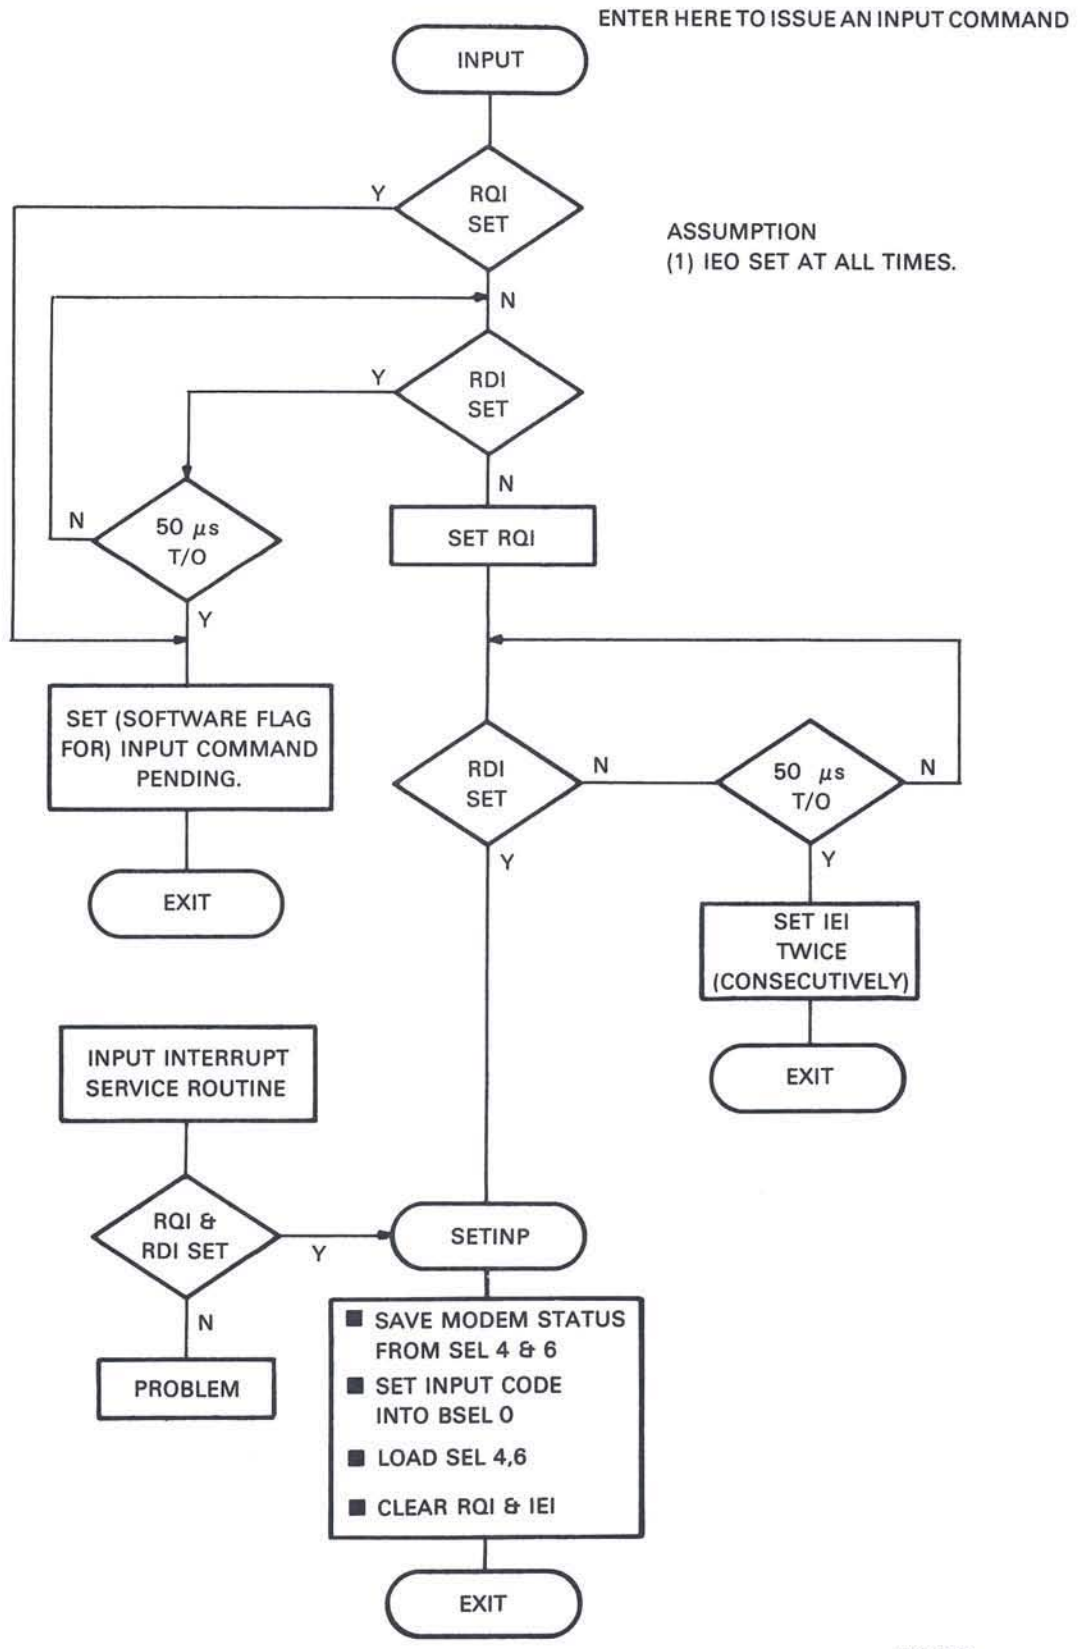 ENTER HERE TO ISSUE AN INPUT COMMAND
INPUT
Y
RQI
SET
ASSUMPTION
(1) IEO SET AT ALL TIMES.
N
Y
RDI
SET
N
N
50 μs
T/O
Y
SET RQI
SET (SOFTWARE FLAG
FOR) INPUT COMMAND
PENDING.
EXIT
RDI
SET
N
50 μs
T/O
N
Y
Y
SET IEI
TWICE
(CONSECUTIVELY)
EXIT
INPUT INTERRUPT
SERVICE ROUTINE
RQI &
RDI SET
Y
N
PROBLEM
SETINP
■ SAVE MODEM STATUS
FROM SEL 4 & 6
■ SET INPUT CODE
INTO BSEL 0
■ LOAD SEL 4,6
■ CLEAR RQI & IEI
EXIT